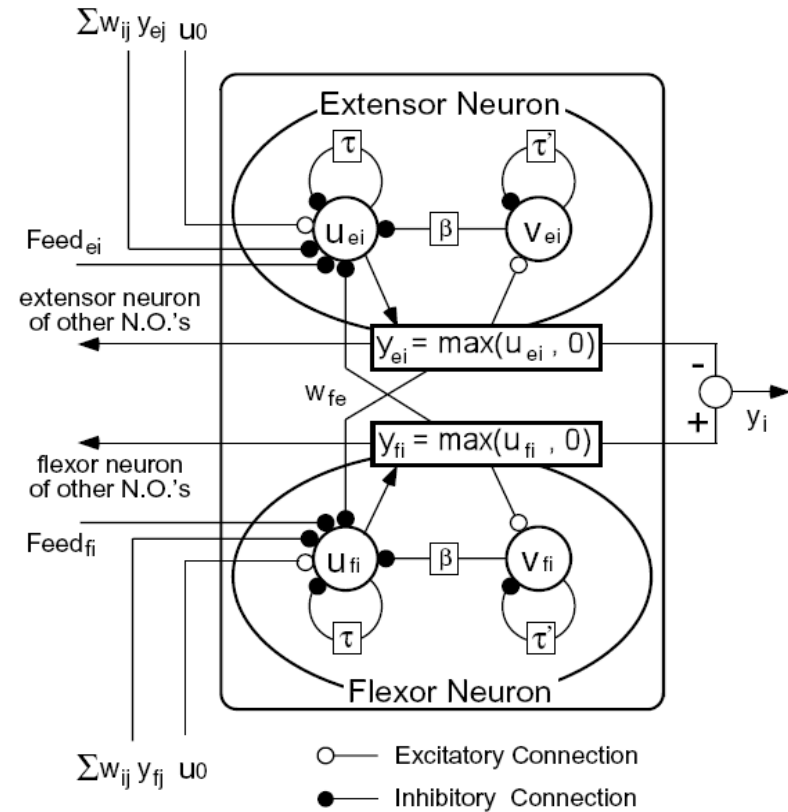 Σw_ij y_ej u0
Extensor Neuron
τ
τ'
u_ei
β
v_ei
Feed_ei
extensor neuron
of other N.O.'s
y_ei = max(u_ei , 0)
-
w_fe
y_i
+
y_fi = max(u_fi , 0)
flexor neuron
of other N.O.'s
Feed_fi
u_fi
β
v_fi
τ
τ'
Flexor Neuron
Σw_ij y_fj u0
Excitatory Connection
Inhibitory Connection